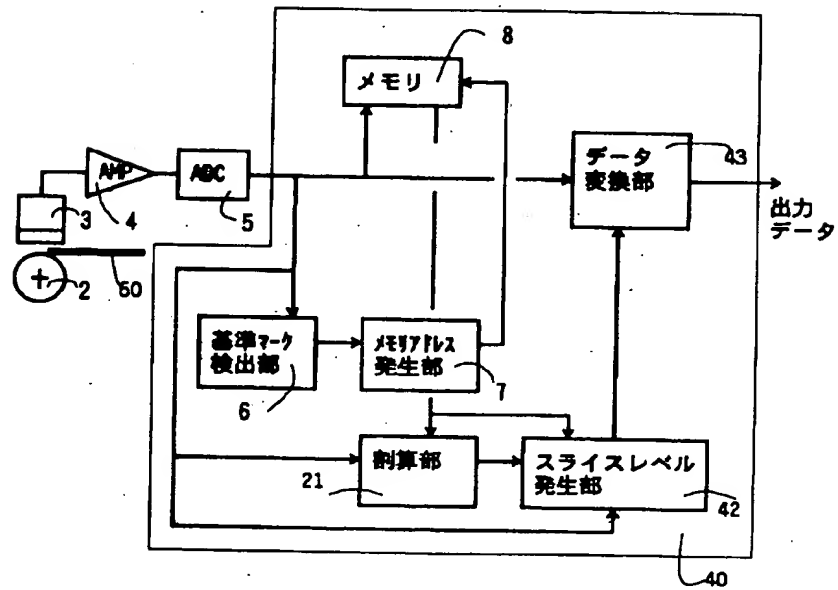 8
メモリ
AMP
ADC
データ
変換部
43
3
4
5
出力
データ
2
50
基準マーク
検出部
メモリアドレス
発生部
6
7
割算部
スライスレベル
発生部
21
42
40